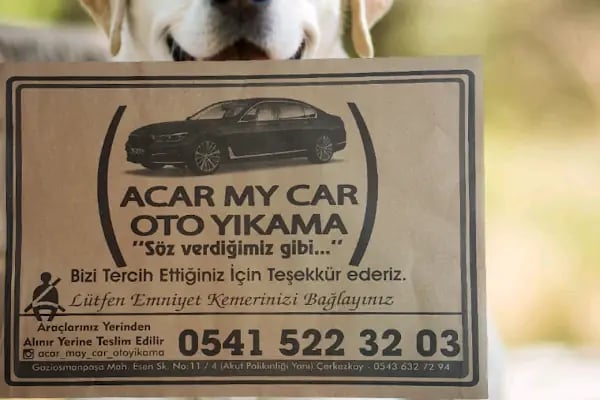 ACAR MY CAR
OTO YIKAMA
"Söz verdiğimiz gibi..."
Bizi Tercih Ettiğiniz İçin Teşekkür ederiz.
Lütfen Emniyet Kemerinizi Bağlayınız
Araçlarınız Yerinden
Alınır Yerine Teslim Edilir
acar_may_car_otoyikama
0541 522 32 03
Gaziosmanpaşa Mah. Esen Sk. No:11 / 4 (Akut Polikinliği Yanı) Çerkezköy - 0543 632 72 94